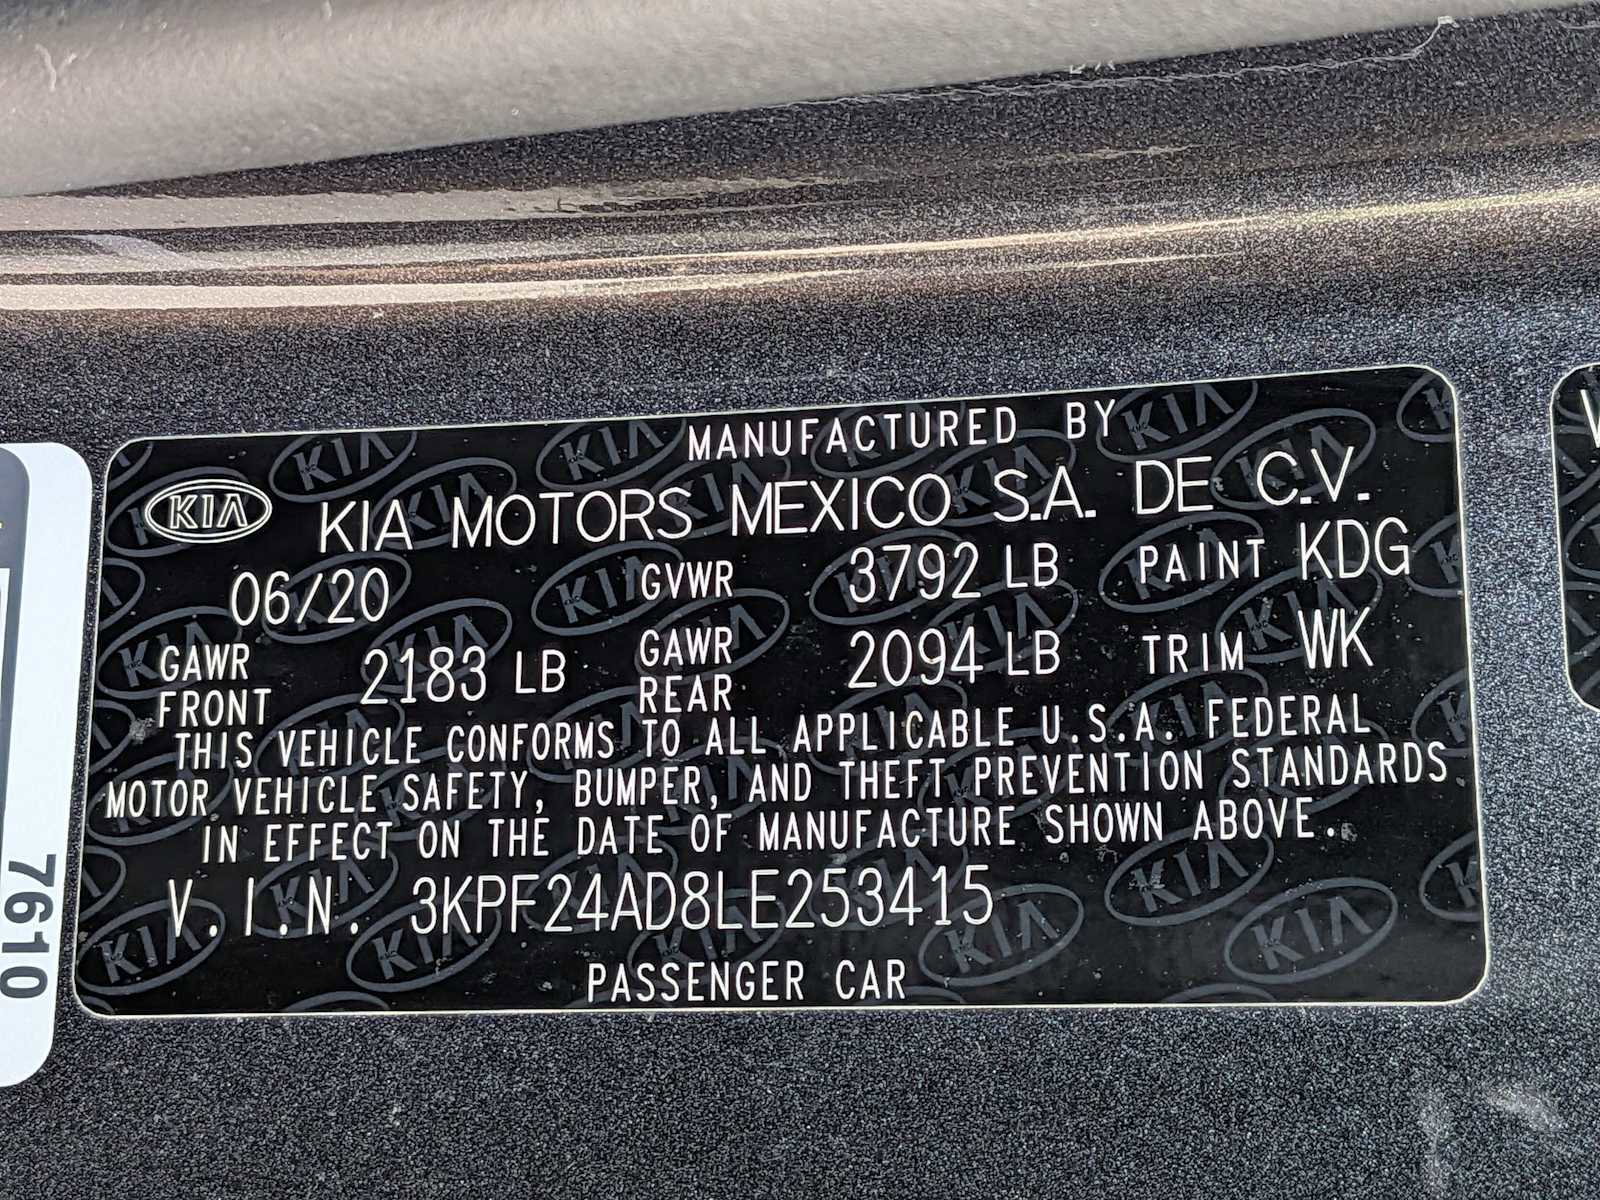 MANUFACTURED BY
KIA KIA MOTORS MEXICO S.A. DE C.V.
06/20 GVWR 3792 LB PAINT KDG
GAWR FRONT 2183 LB GAWR REAR 2094 LB TRIM WK
THIS VEHICLE CONFORMS TO ALL APPLICABLE U.S.A. FEDERAL
MOTOR VEHICLE SAFETY, BUMPER, AND THEFT PREVENTION STANDARDS
IN EFFECT ON THE DATE OF MANUFACTURE SHOWN ABOVE.
V.I.N. 3KPF24AD8LE253415
PASSENGER CAR
7610